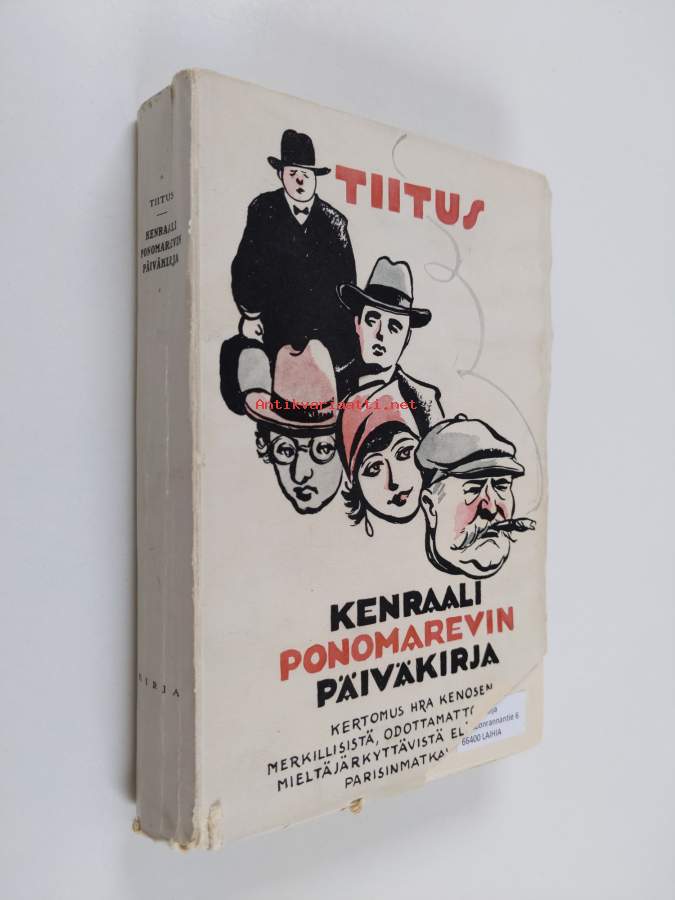 TIITUS
KENRAALI
PONOMAREVIN
PÄIVÄKIRJA
KIRJA
TIITUS
Antikvariaatti.net
KENRAALI
PONOMAREVIN
PÄIVÄKIRJA
KERTOMUS HRA KENOSEN
MERKILLISISTÄ, ODOTTAMATTO
MIELTÄJÄRKYTTÄVISTÄ EL
PARISINMATKA
66400 LAIHIA